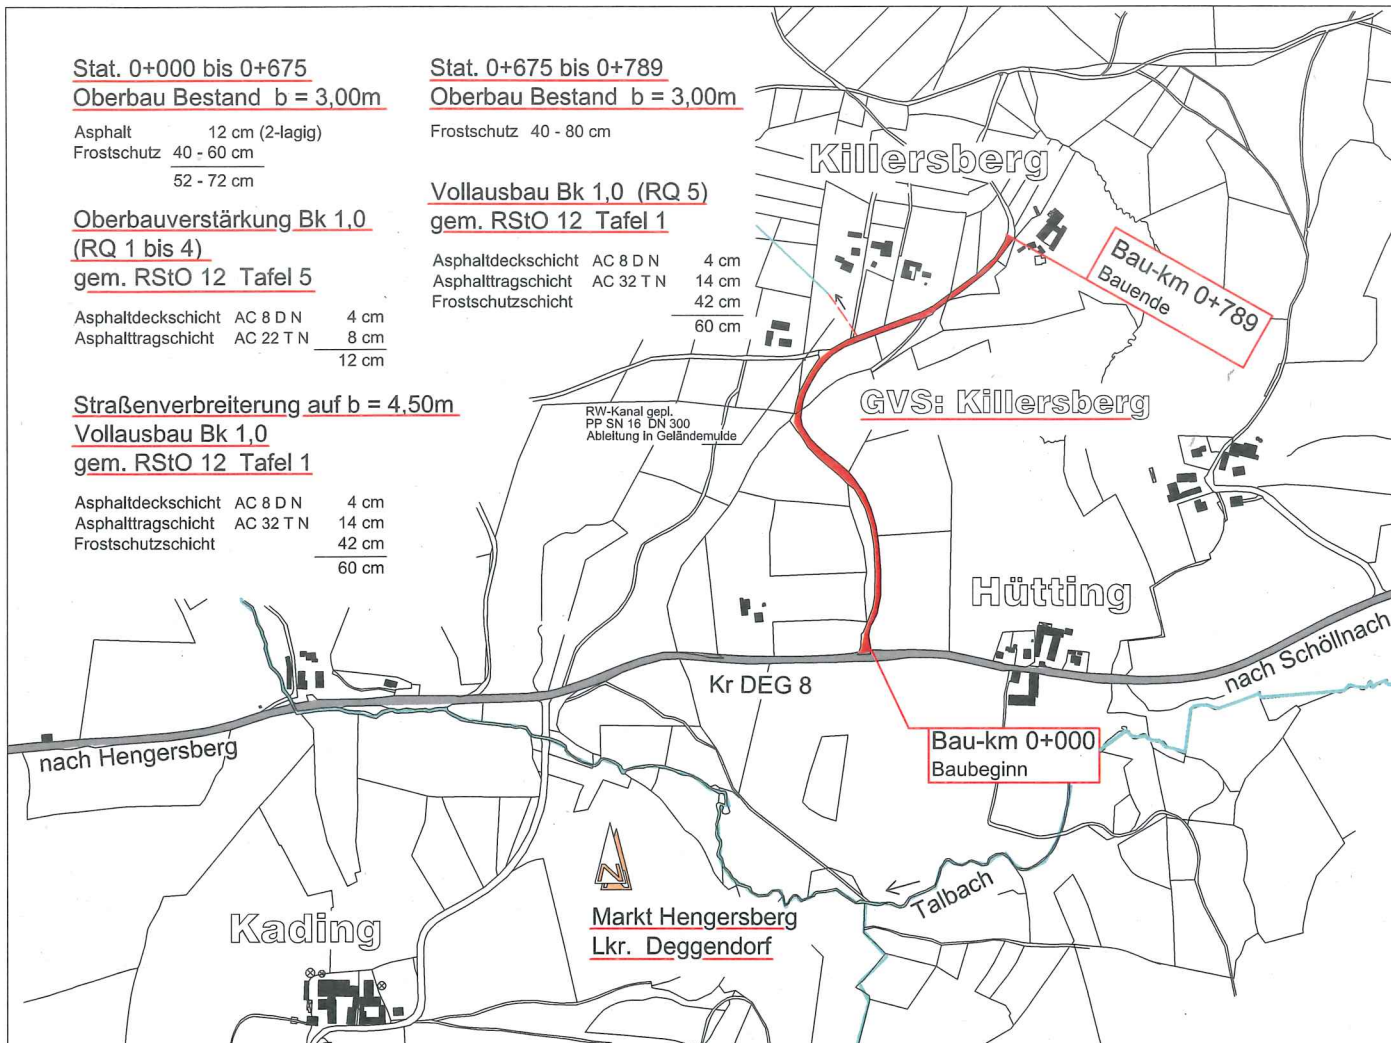 Stat. 0+000 bis 0+675
Oberbau Bestand b = 3,00m
Asphalt 12 cm (2-lagig)
Frostschutz 40 - 60 cm
52 - 72 cm
Oberbauverstärkung Bk 1,0
(RQ 1 bis 4)
gem. RStO 12 Tafel 5
Asphaltdeckschicht AC 8 D N 4 cm
Asphalttragschicht AC 22 T N 8 cm
12 cm
Straßenverbreiterung auf b = 4,50m
Vollausbau Bk 1,0
gem. RStO 12 Tafel 1
Asphaltdeckschicht AC 8 D N 4 cm
Asphalttragschicht AC 32 T N 14 cm
Frostschutzschicht 42 cm
60 cm
Stat. 0+675 bis 0+789
Oberbau Bestand b = 3,00m
Frostschutz 40 - 80 cm
Vollausbau Bk 1,0 (RQ 5)
gem. RStO 12 Tafel 1
Asphaltdeckschicht AC 8 D N 4 cm
Asphalttragschicht AC 32 T N 14 cm
Frostschutzschicht 42 cm
60 cm
Killersberg
Bau-km 0+789
Bauende
GVS: Killersberg
RW-Kanal gepl.
PP SN 16 DN 300
Ableitung in Geländemulde
Hütting
nach Schöllnach
Kr DEG 8
nach Hengersberg
Bau-km 0+000
Baubeginn
Talbach
N
Kading
Markt Hengersberg
Lkr. Deggendorf